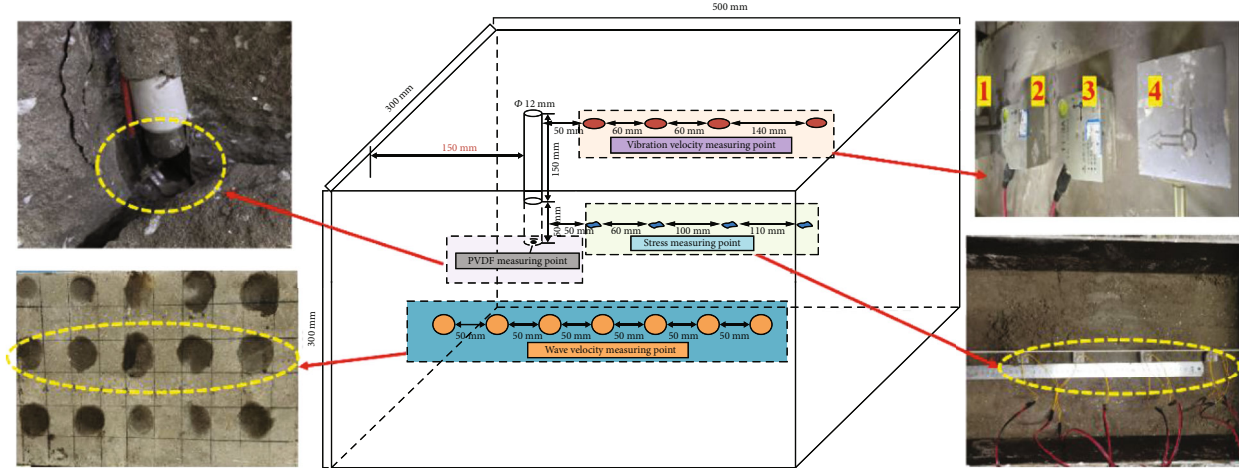 500 mm
300 mm
Φ 12 mm
50 mm
60 mm
60 mm
140 mm
Vibration velocity measuring point
150 mm
150 mm
1
2
3
4
50 mm
60 mm
100 mm
110 mm
Stress measuring point
PVDF measuring point
300 mm
50 mm
50 mm
50 mm
50 mm
50 mm
50 mm
Wave velocity measuring point